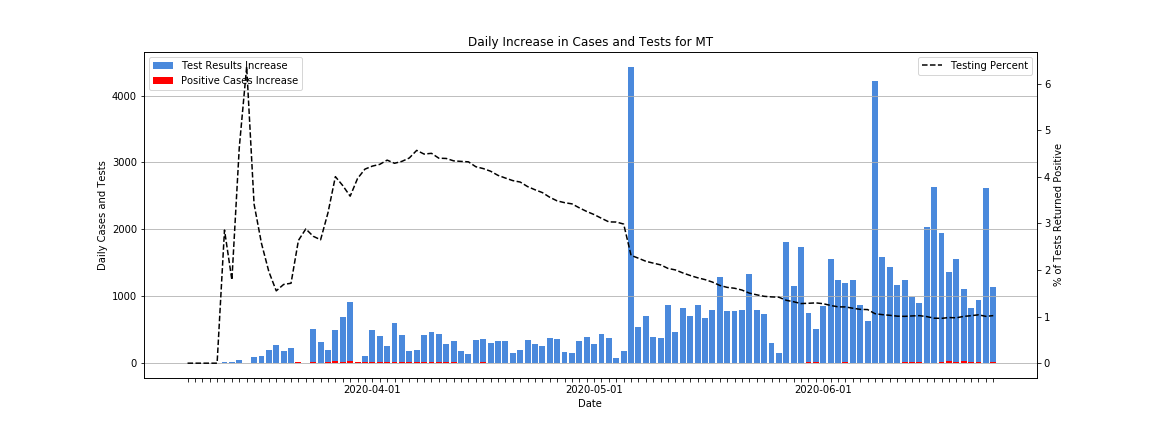 Daily Increase in Cases and Tests for MT
Test Results Increase
Positive Cases Increase
Testing Percent
4000
3000
2000
1000
0
Daily Cases and Tests
6
5
4
3
2
1
0
% of Tests Returned Positive
2020-04-01
2020-05-01
2020-06-01
Date